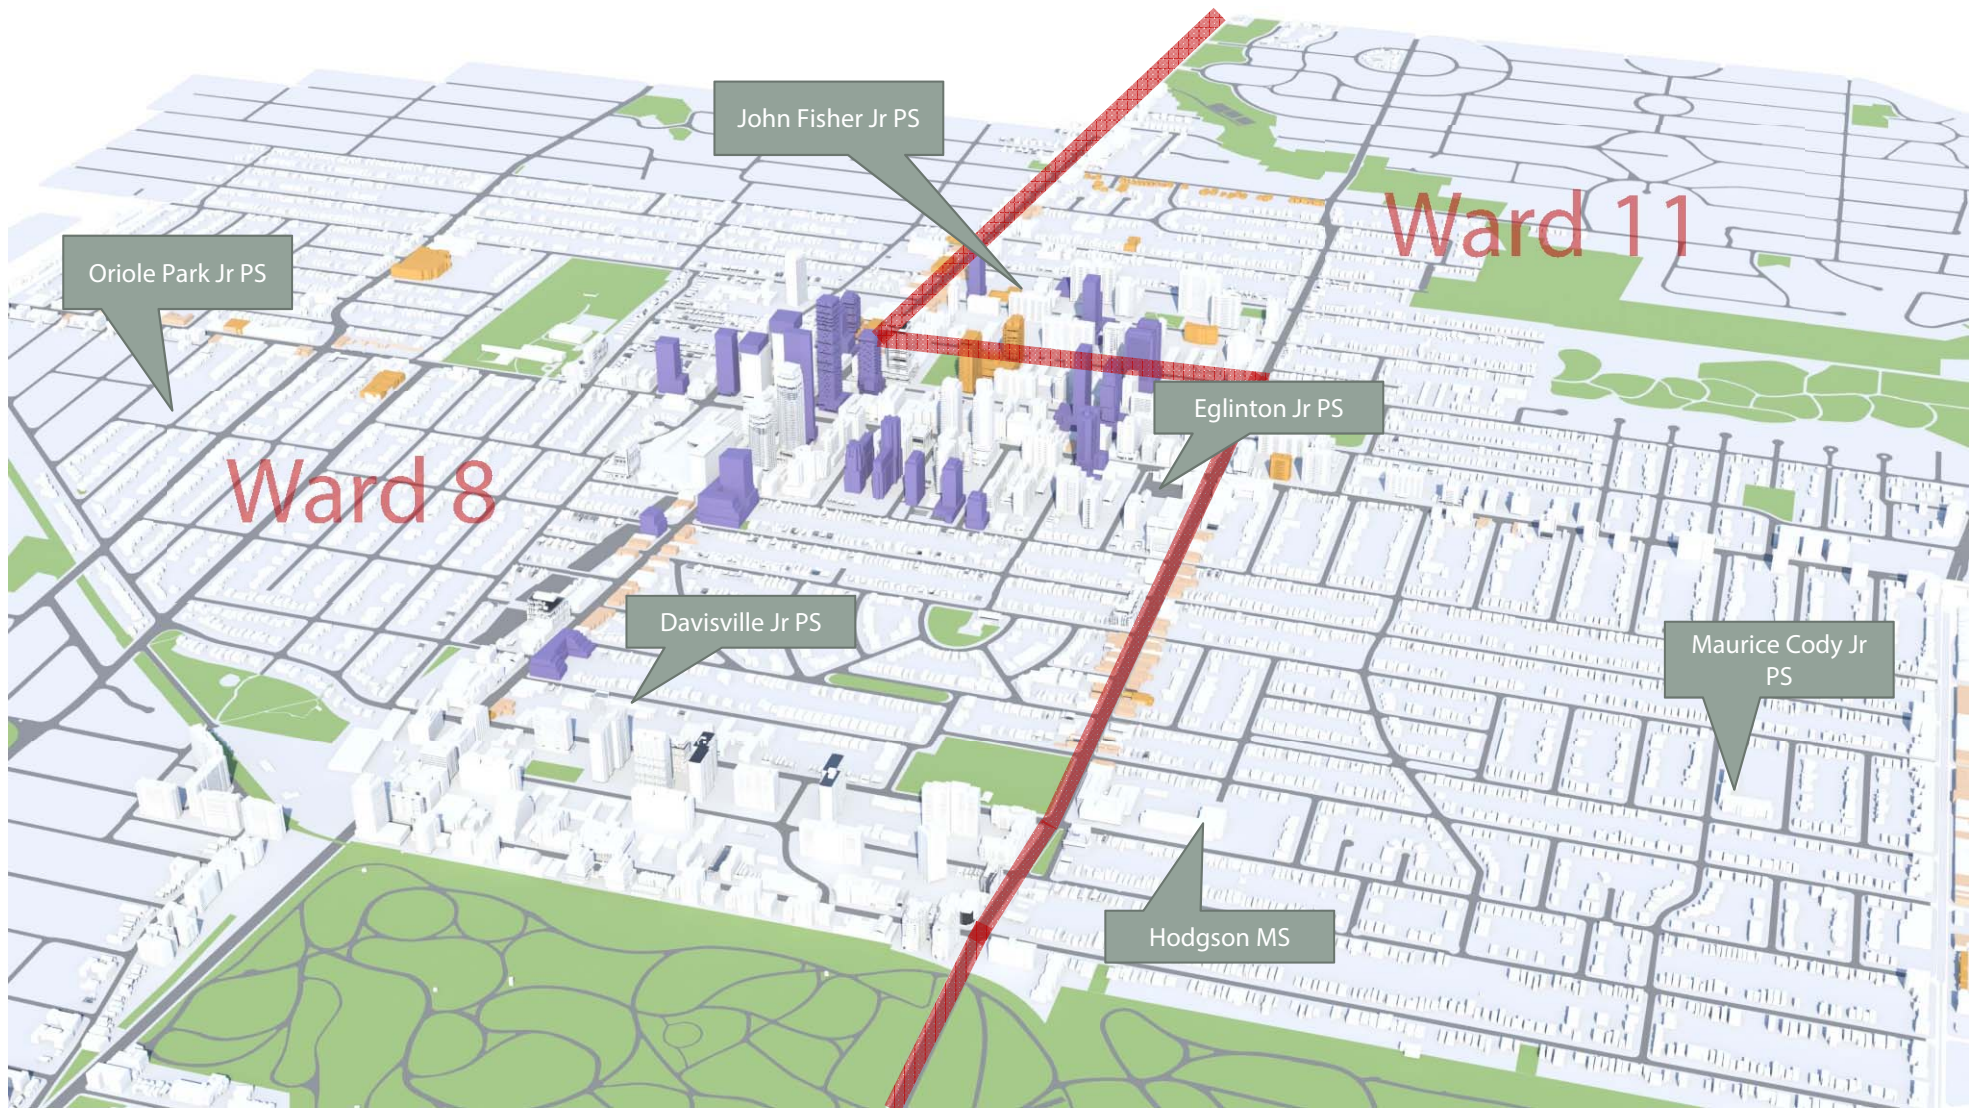 John Fisher Jr PS
Ward 11
Oriole Park Jr PS
Eglinton Jr PS
Ward 8
Davisville Jr PS
Maurice Cody Jr
PS
Hodgson MS